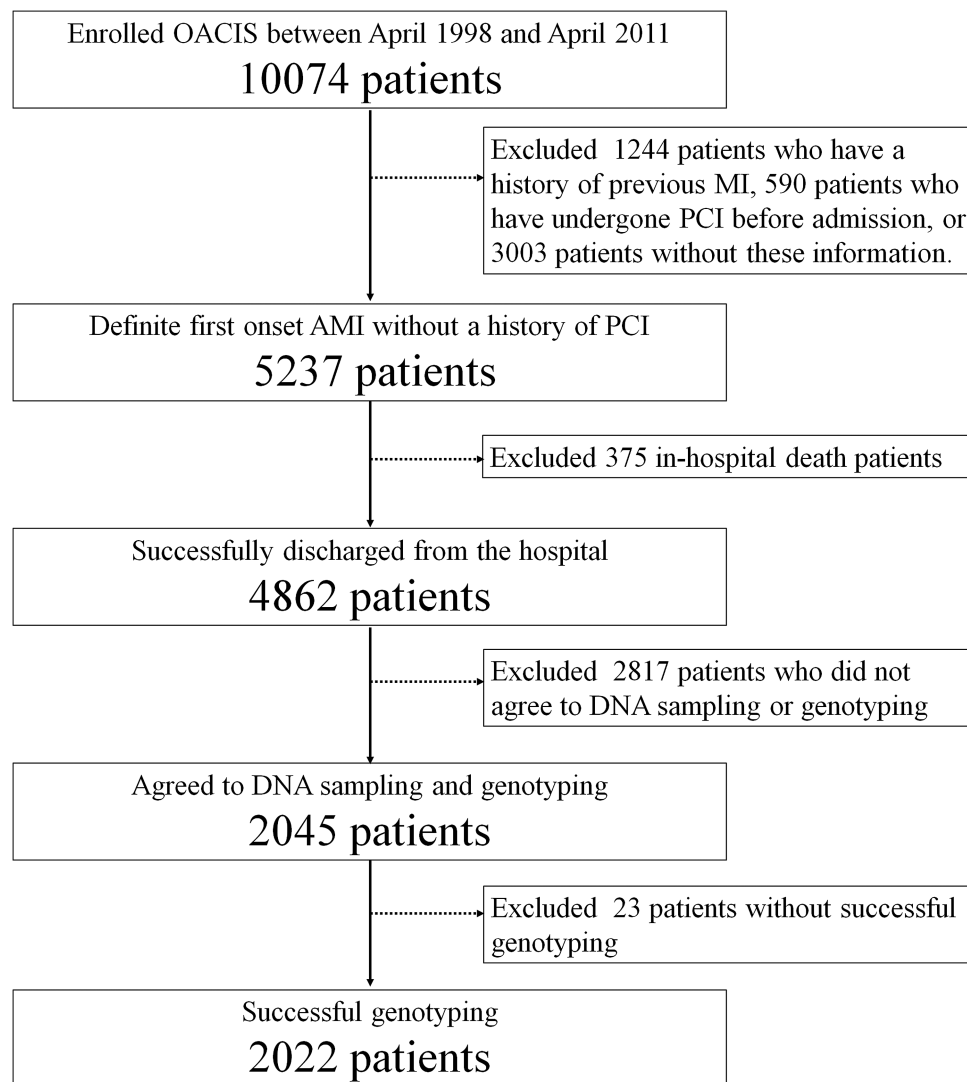 Enrolled OACIS between April 1998 and April 2011
10074 patients
Excluded 1244 patients who have a
history of previous MI, 590 patients who
have undergone PCI before admission, or
3003 patients without these information.
Definite first onset AMI without a history of PCI
5237 patients
Excluded 375 in-hospital death patients
Successfully discharged from the hospital
4862 patients
Excluded 2817 patients who did not
agree to DNA sampling or genotyping
Agreed to DNA sampling and genotyping
2045 patients
Excluded 23 patients without successful
genotyping
Successful genotyping
2022 patients